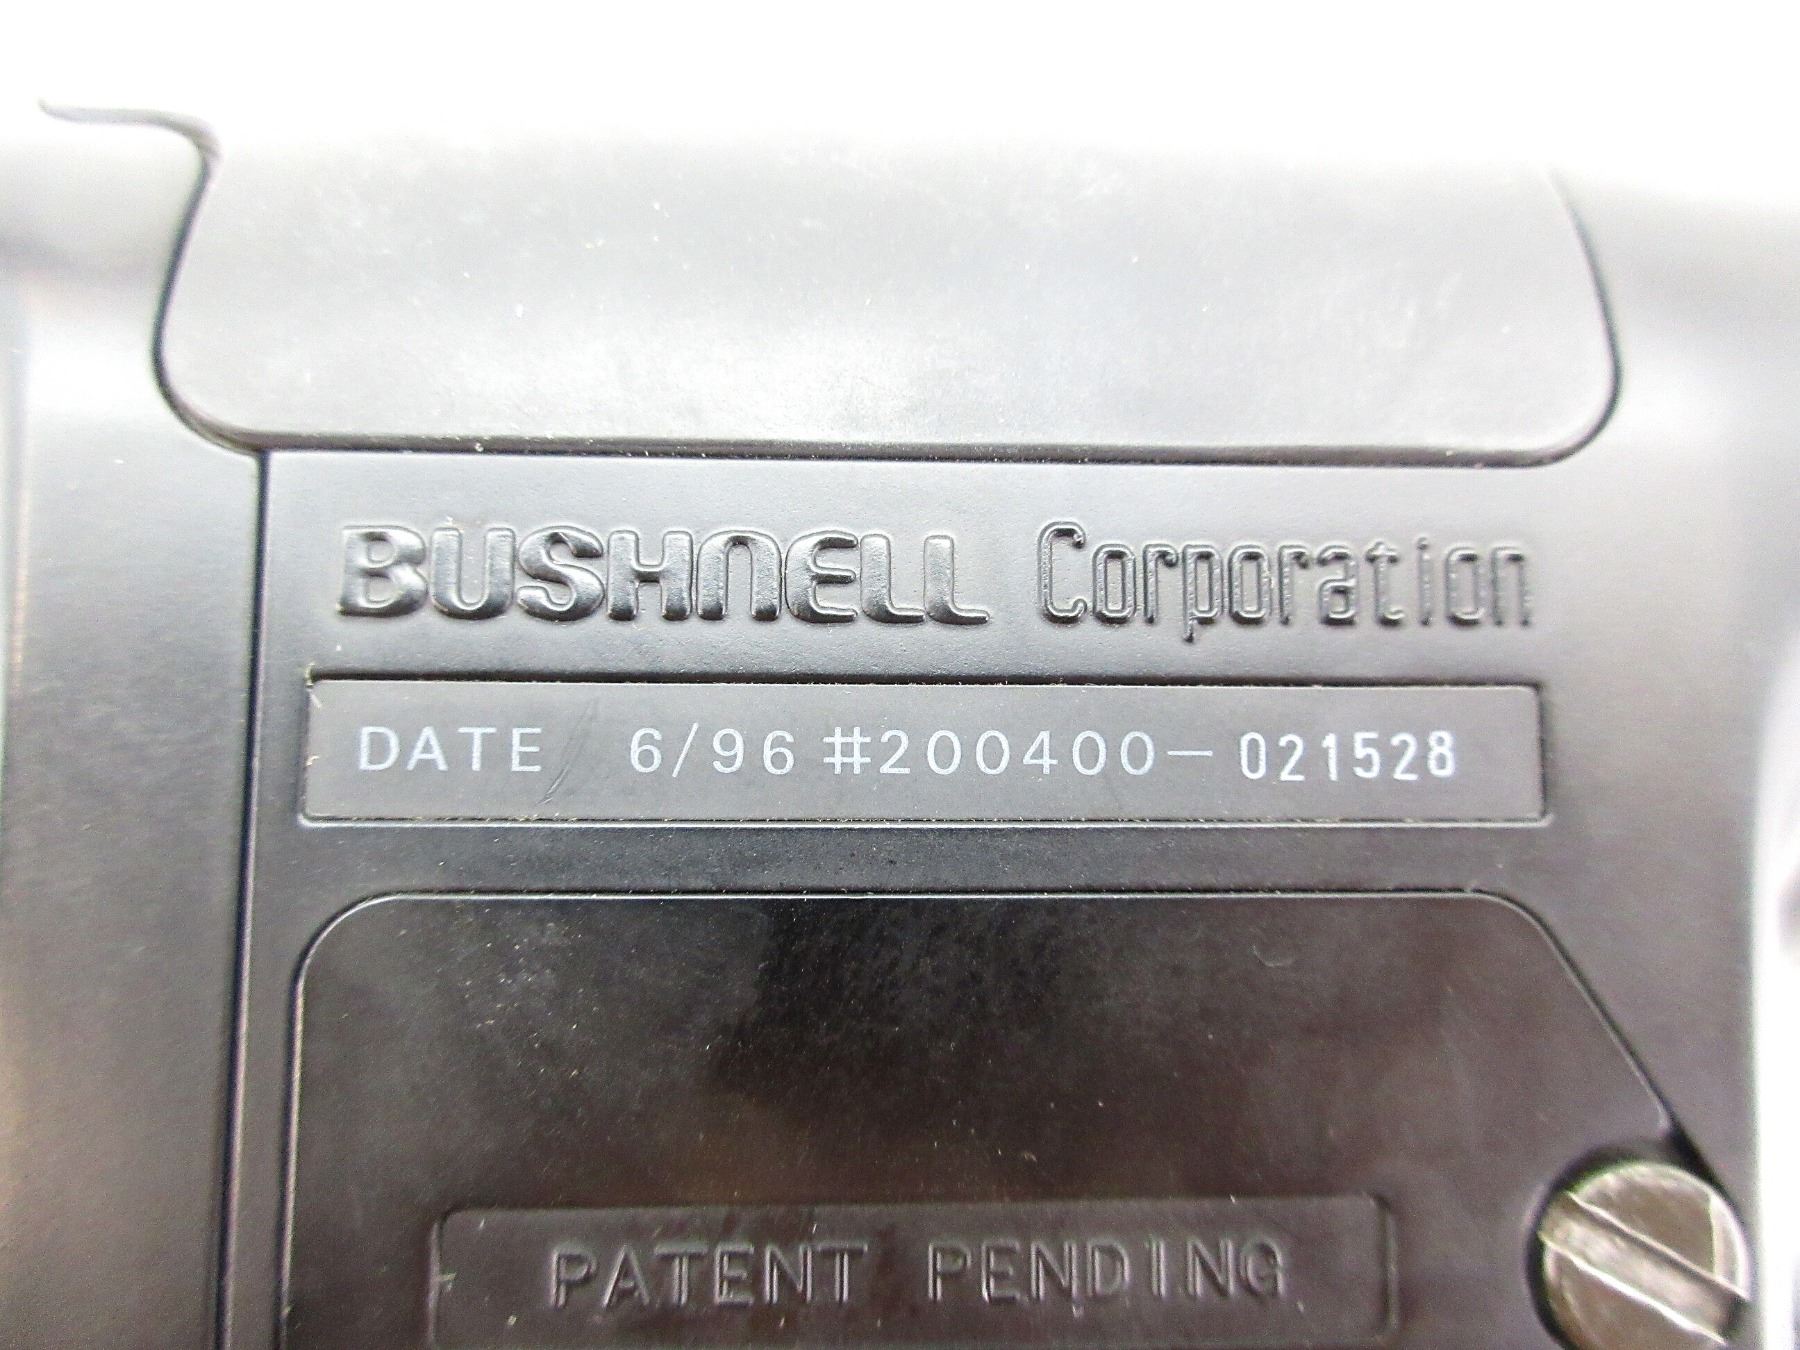 BUSHNELL Corporation
DATE 6/96 #200400-021528
PATENT PENDING